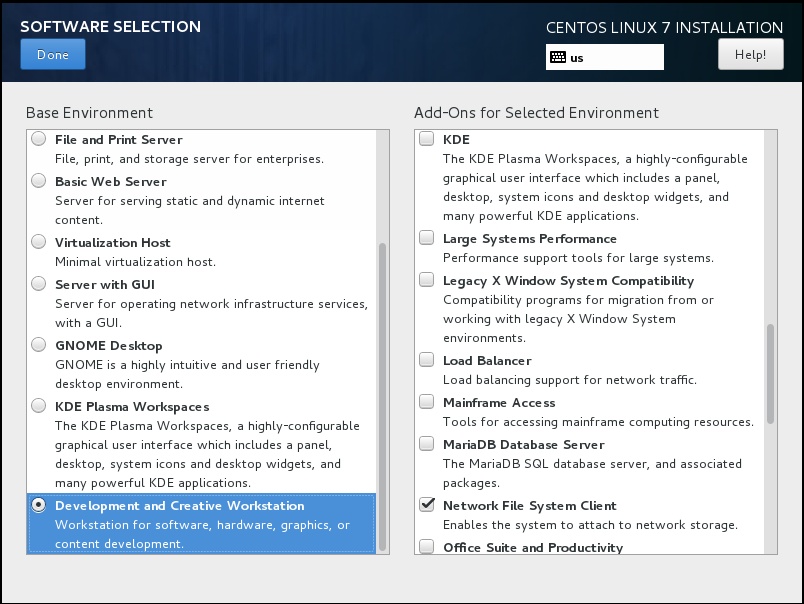 SOFTWARE SELECTION
CENTOS LINUX 7 INSTALLATION
Done
us
Help!
Base Environment
File and Print Server
File, print, and storage server for enterprises.
Basic Web Server
Server for serving static and dynamic internet
content.
Virtualization Host
Minimal virtualization host.
Server with GUI
Server for operating network infrastructure services,
with a GUI.
GNOME Desktop
GNOME is a highly intuitive and user friendly
desktop environment.
KDE Plasma Workspaces
The KDE Plasma Workspaces, a highly-configurable
graphical user interface which includes a panel,
desktop, system icons and desktop widgets, and
many powerful KDE applications.
Development and Creative Workstation
Workstation for software, hardware, graphics, or
content development.
Add-Ons for Selected Environment
KDE
The KDE Plasma Workspaces, a highly-configurable
graphical user interface which includes a panel,
desktop, system icons and desktop widgets, and
many powerful KDE applications.
Large Systems Performance
Performance support tools for large systems.
Legacy X Window System Compatibility
Compatibility programs for migration from or
working with legacy X Window System
environments.
Load Balancer
Load balancing support for network traffic.
Mainframe Access
Tools for accessing mainframe computing resources.
MariaDB Database Server
The MariaDB SQL database server, and associated
packages.
Network File System Client
Enables the system to attach to network storage.
Office Suite and Productivity